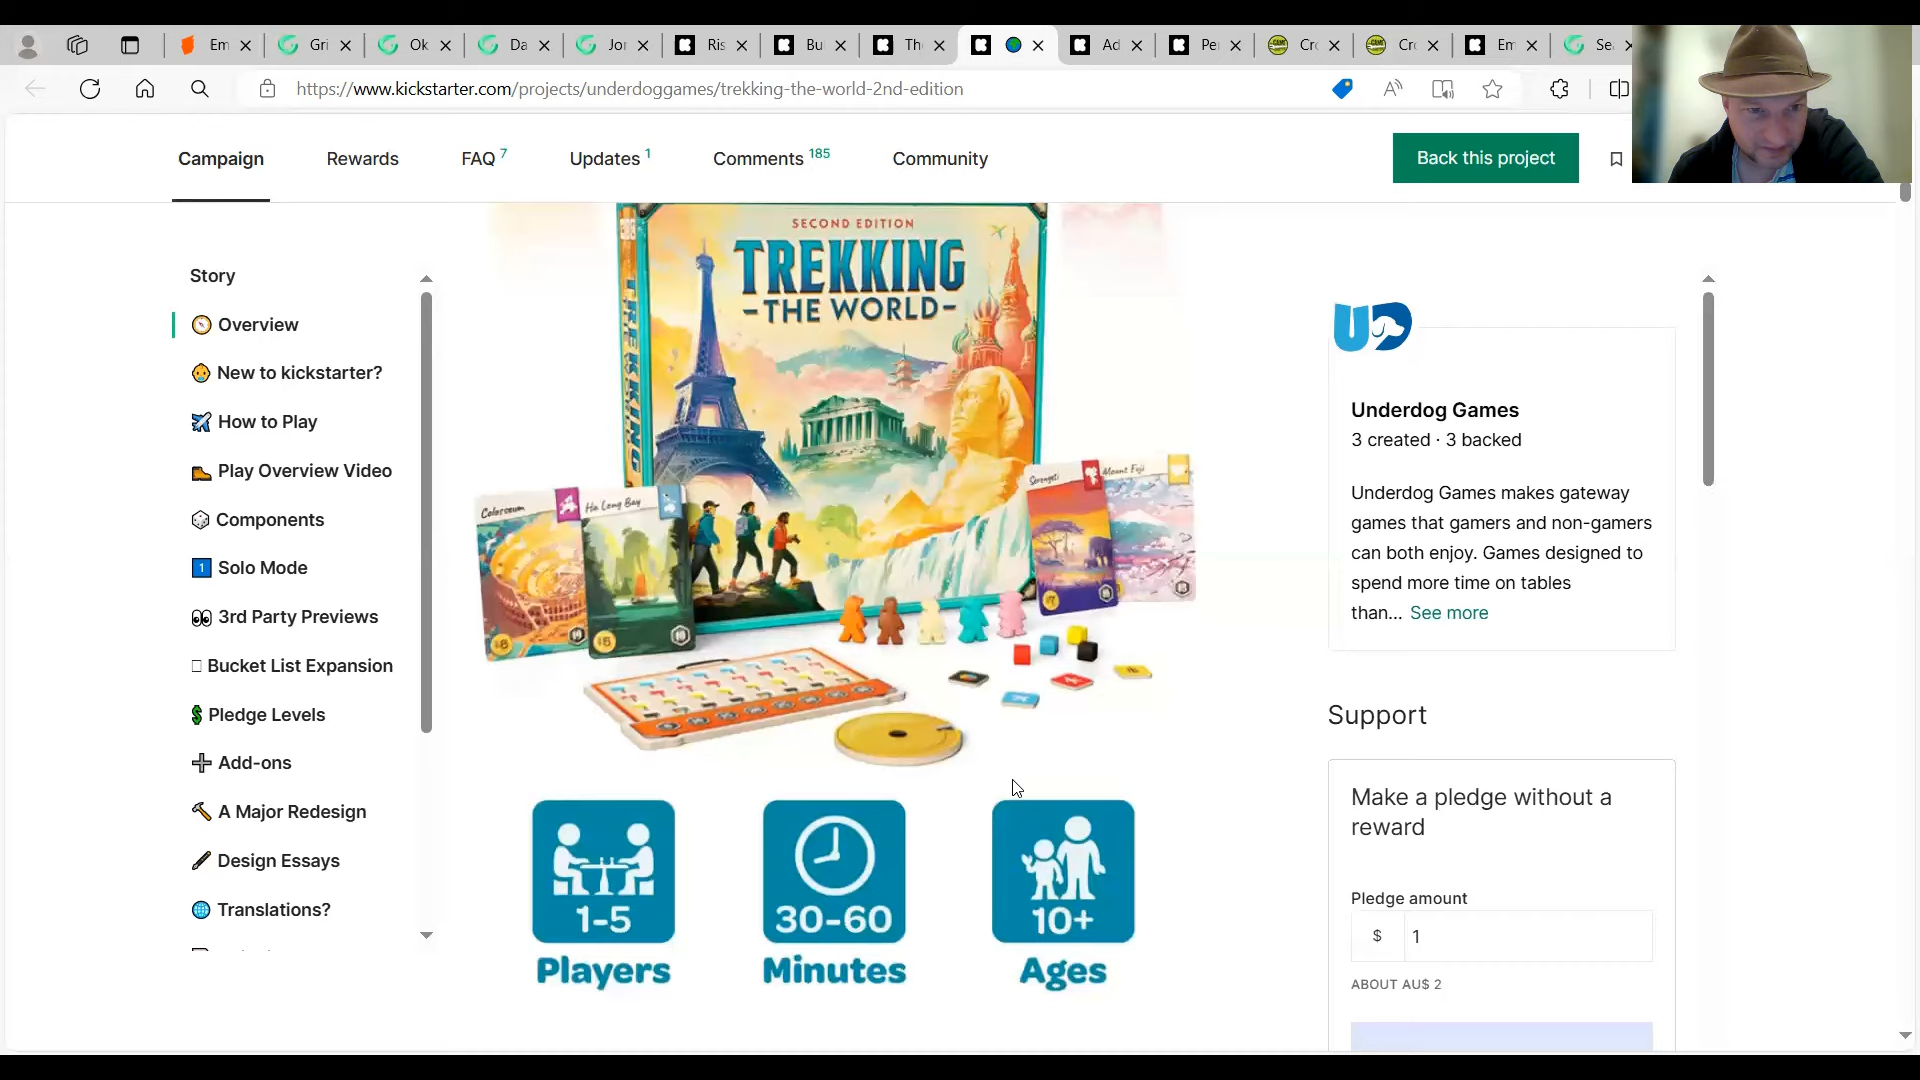 Em
Gri
Ok
Da
Jor
Ris
Bu
The
Ad
Pe
Cro
Cro
Em
Se
https://www.kickstarter.com/projects/underdoggames/trekking-the-world-2nd-edition
Campaign
Rewards
FAQ 7
Updates 1
Comments 185
Community
Back this project
Story
Overview
New to kickstarter?
How to Play
Play Overview Video
Components
1 Solo Mode
3rd Party Previews
Bucket List Expansion
Pledge Levels
Add-ons
A Major Redesign
Design Essays
Translations?
SECOND EDITION
TREKKING
-THE WORLD-
TREKKING
Colosseum
Ha Long Bay
Serengeti
Mount Fuji
1-5
Players
30-60
Minutes
10+
Ages
UD
Underdog Games
3 created · 3 backed
Underdog Games makes gateway
games that gamers and non-gamers
can both enjoy. Games designed to
spend more time on tables
than... See more
Support
Make a pledge without a
reward
Pledge amount
$ 1
ABOUT AU$ 2